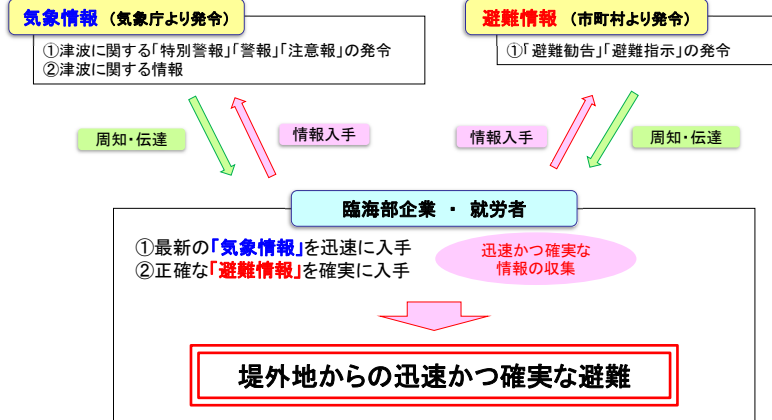 気象情報 (気象庁より発令)
①津波に関する「特別警報」「警報」「注意報」の発令
②津波に関する情報
避難情報 (市町村より発令)
①「避難勧告」「避難指示」の発令
周知・伝達
情報入手
情報入手
周知・伝達
臨海部企業 ・ 就労者
①最新の「気象情報」を迅速に入手
②正確な「避難情報」を確実に入手
迅速かつ確実な
情報の収集
堤外地からの迅速かつ確実な避難